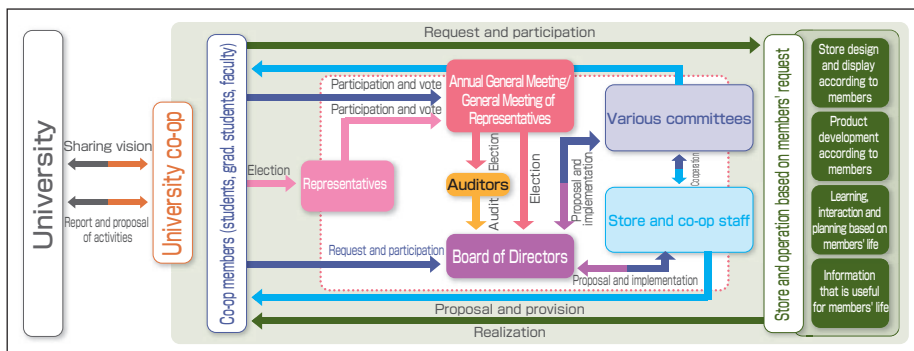 University
Sharing vision
Report and proposal
of activities
University co-op
Co-op members (students, grad. students, faculty)
Request and participation
Participation and vote
Participation and vote
Election
Representatives
Annual General Meeting/
General Meeting of
Representatives
Election
Auditors
Audit
Election
Request and participation
Board of Directors
Proposal and
implementation
Various committees
Cooperation
Store and co-op staff
Proposal and implementation
Proposal and provision
Realization
Store and operation based on members' request
Store design
and display
according to
members
Product
development
according to
members
Learning,
interaction and
planning based on
members' life
Information
that is useful
for members' life